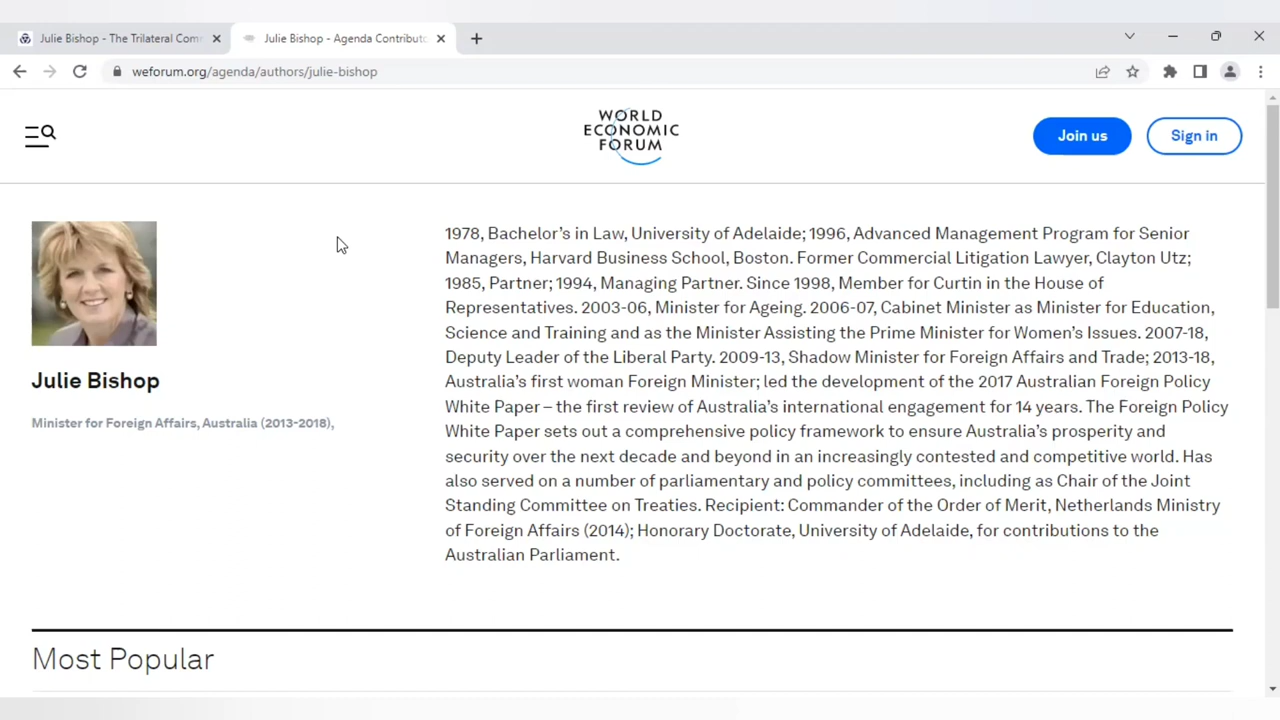 Julie Bishop - The Trilateral Com
Julie Bishop - Agenda Contributo
weforum.org/agenda/authors/julie-bishop
WORLD
ECONOMIC
FORUM
Join us
Sign in
1978, Bachelor's in Law, University of Adelaide; 1996, Advanced Management Program for Senior
Managers, Harvard Business School, Boston. Former Commercial Litigation Lawyer, Clayton Utz;
1985, Partner; 1994, Managing Partner. Since 1998, Member for Curtin in the House of
Representatives. 2003-06, Minister for Ageing. 2006-07, Cabinet Minister as Minister for Education,
Science and Training and as the Minister Assisting the Prime Minister for Women's Issues. 2007-18,
Deputy Leader of the Liberal Party. 2009-13, Shadow Minister for Foreign Affairs and Trade; 2013-18,
Australia's first woman Foreign Minister; led the development of the 2017 Australian Foreign Policy
White Paper – the first review of Australia's international engagement for 14 years. The Foreign Policy
White Paper sets out a comprehensive policy framework to ensure Australia's prosperity and
security over the next decade and beyond in an increasingly contested and competitive world. Has
also served on a number of parliamentary and policy committees, including as Chair of the Joint
Standing Committee on Treaties. Recipient: Commander of the Order of Merit, Netherlands Ministry
of Foreign Affairs (2014); Honorary Doctorate, University of Adelaide, for contributions to the
Australian Parliament.
Julie Bishop
Minister for Foreign Affairs, Australia (2013-2018),
Most Popular